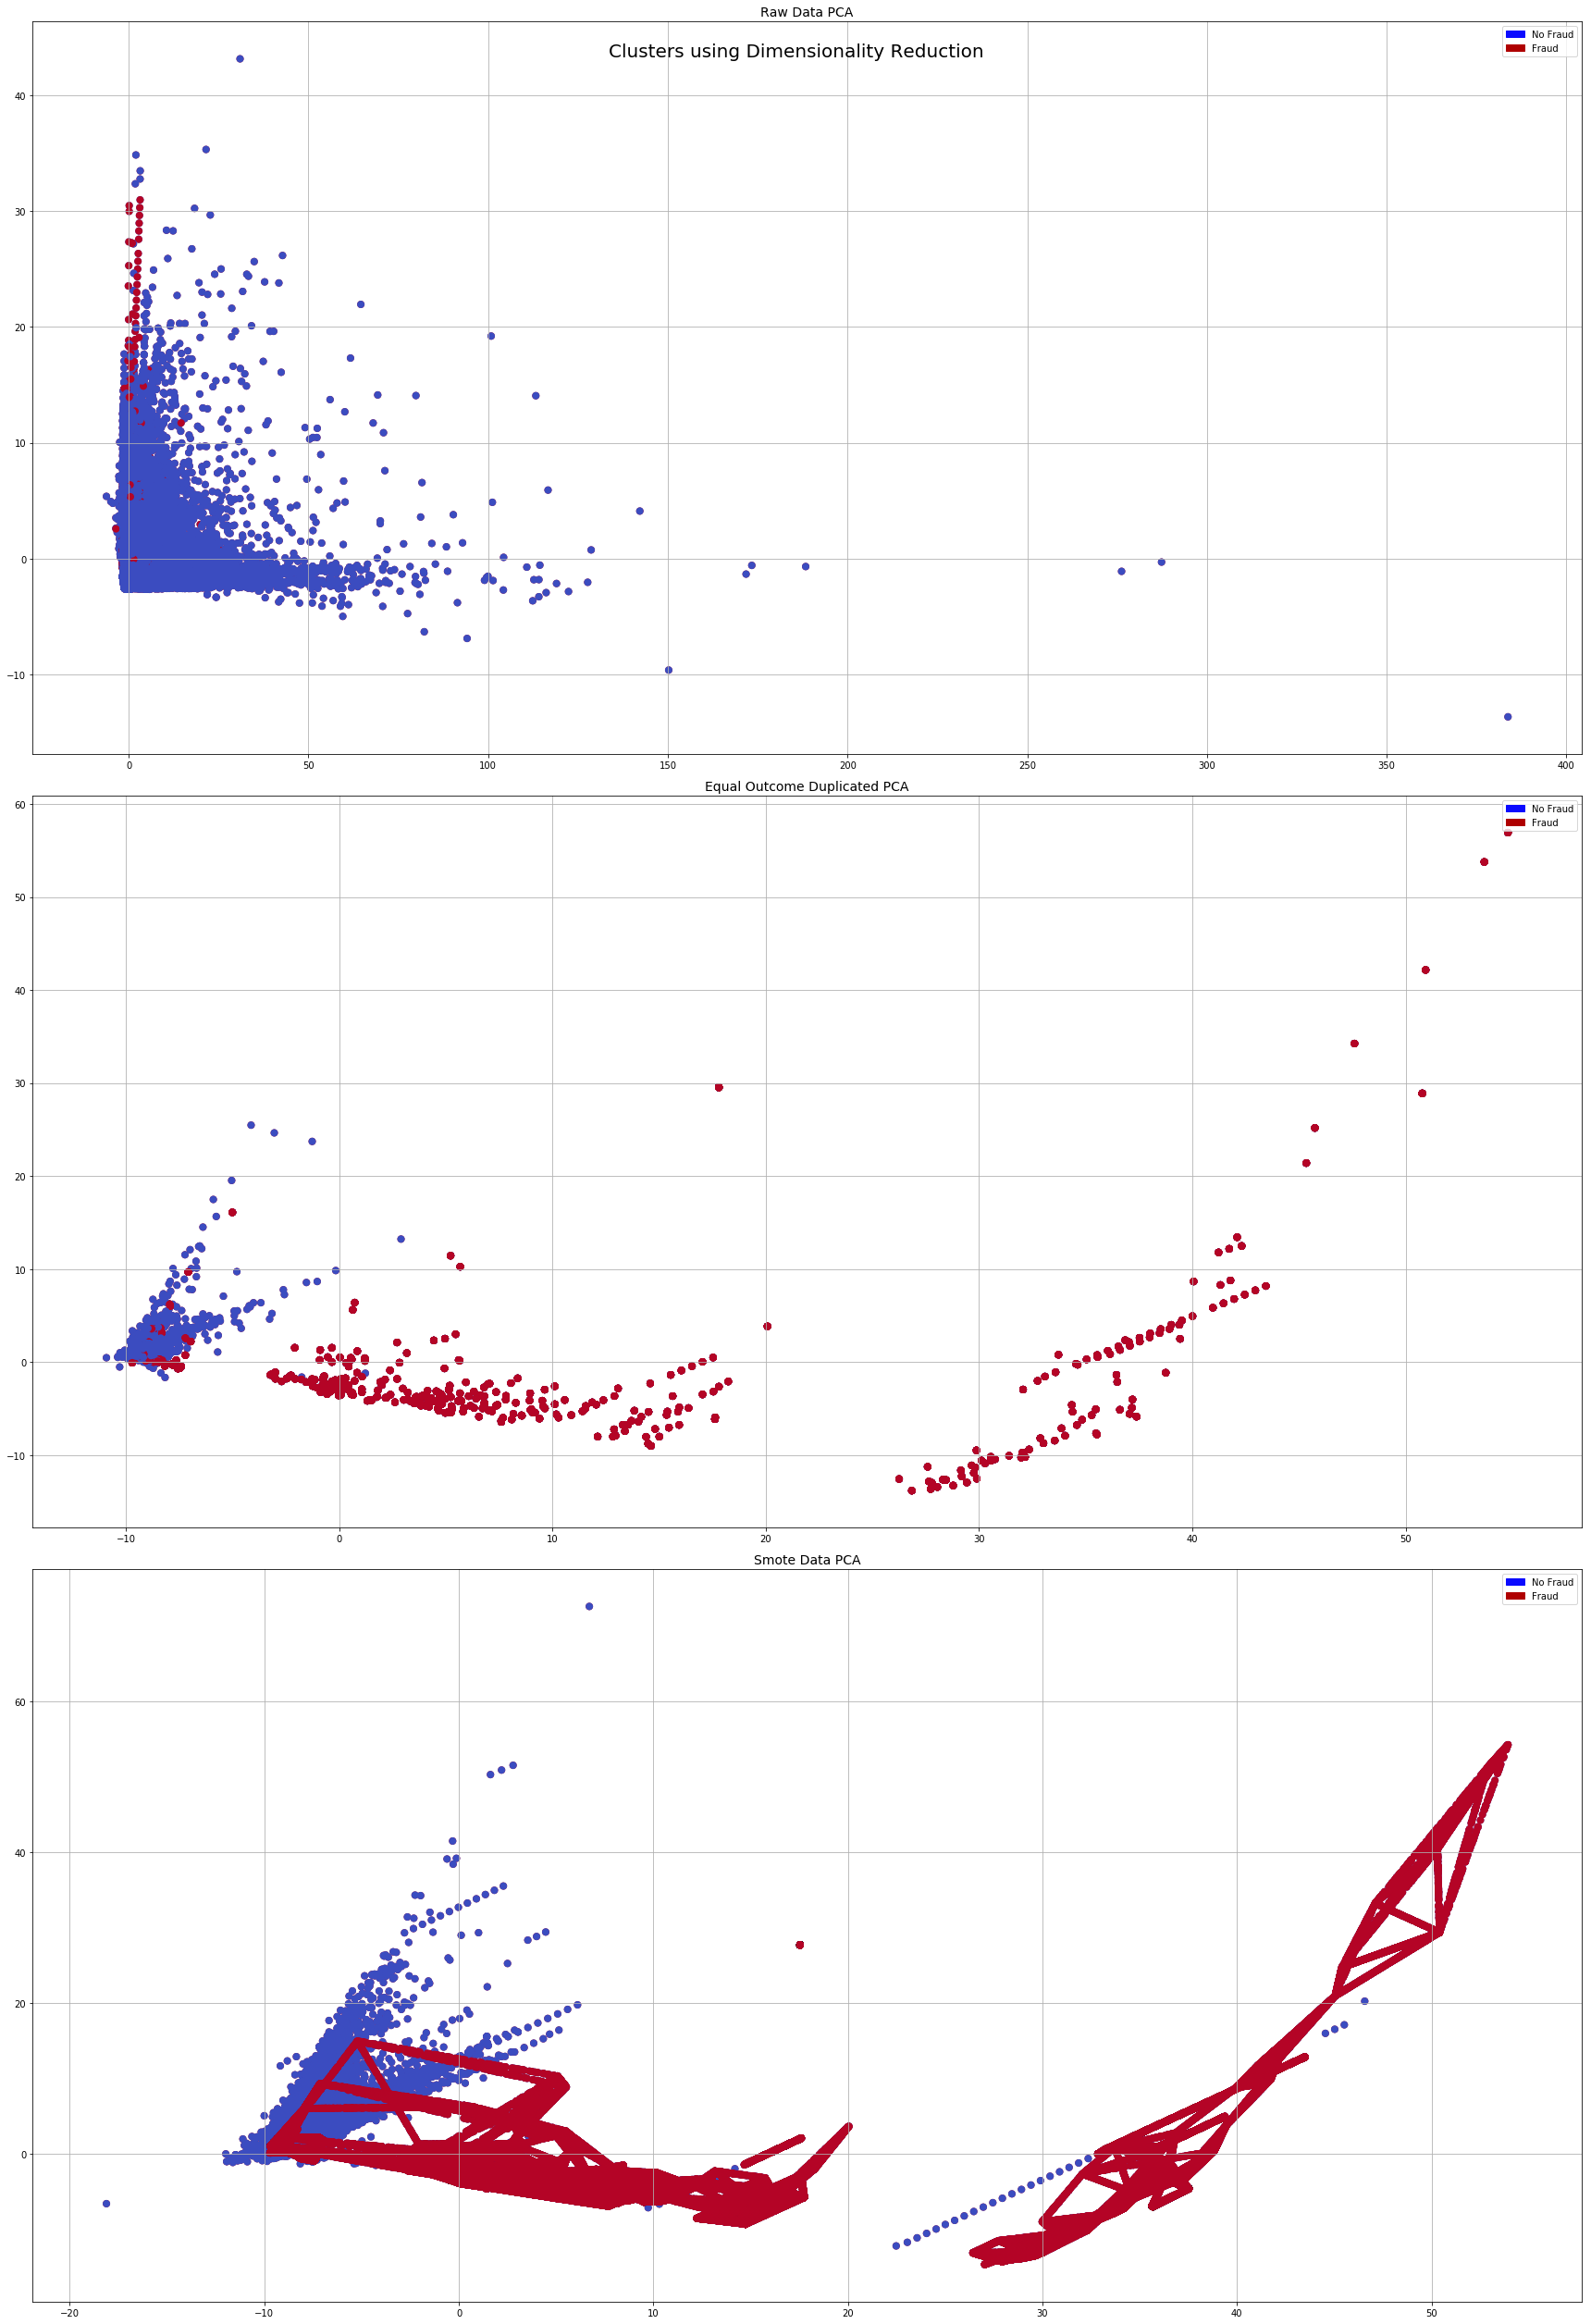 Raw Data PCA
Clusters using Dimensionality Reduction
No Fraud
Fraud
40
30
20
10
0
−10
0 50 100 150 200 250 300 350 400
Equal Outcome Duplicated PCA
No Fraud
Fraud
60
50
40
30
20
10
0
−10
−10 0 10 20 30 40 50
Smote Data PCA
No Fraud
Fraud
60
40
20
0
−20 −10 0 10 20 30 40 50